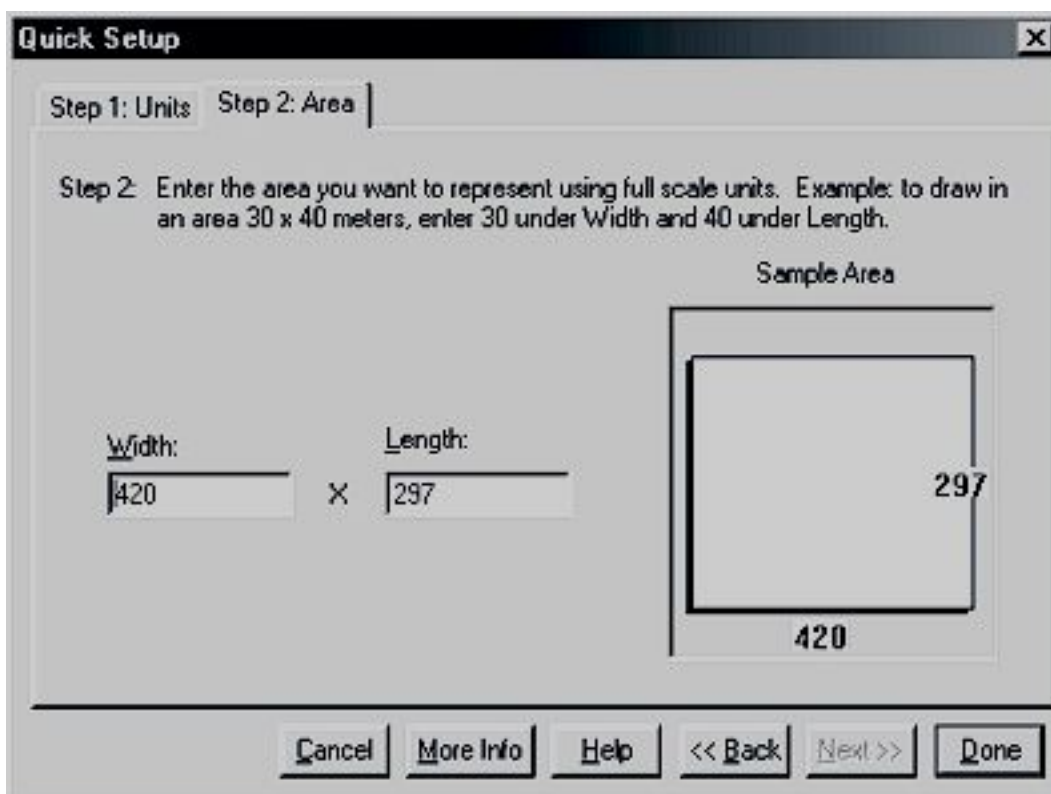 Quick Setup
Step 1: Units
Step 2: Area
Step 2: Enter the area you want to represent using full scale units. Example: to draw in
an area 30 x 40 meters, enter 30 under Width and 40 under Length.
Sample Area
Width:
Length:
420
X
297
297
420
Cancel
More Info
Help
<< Back
Next >>
Done